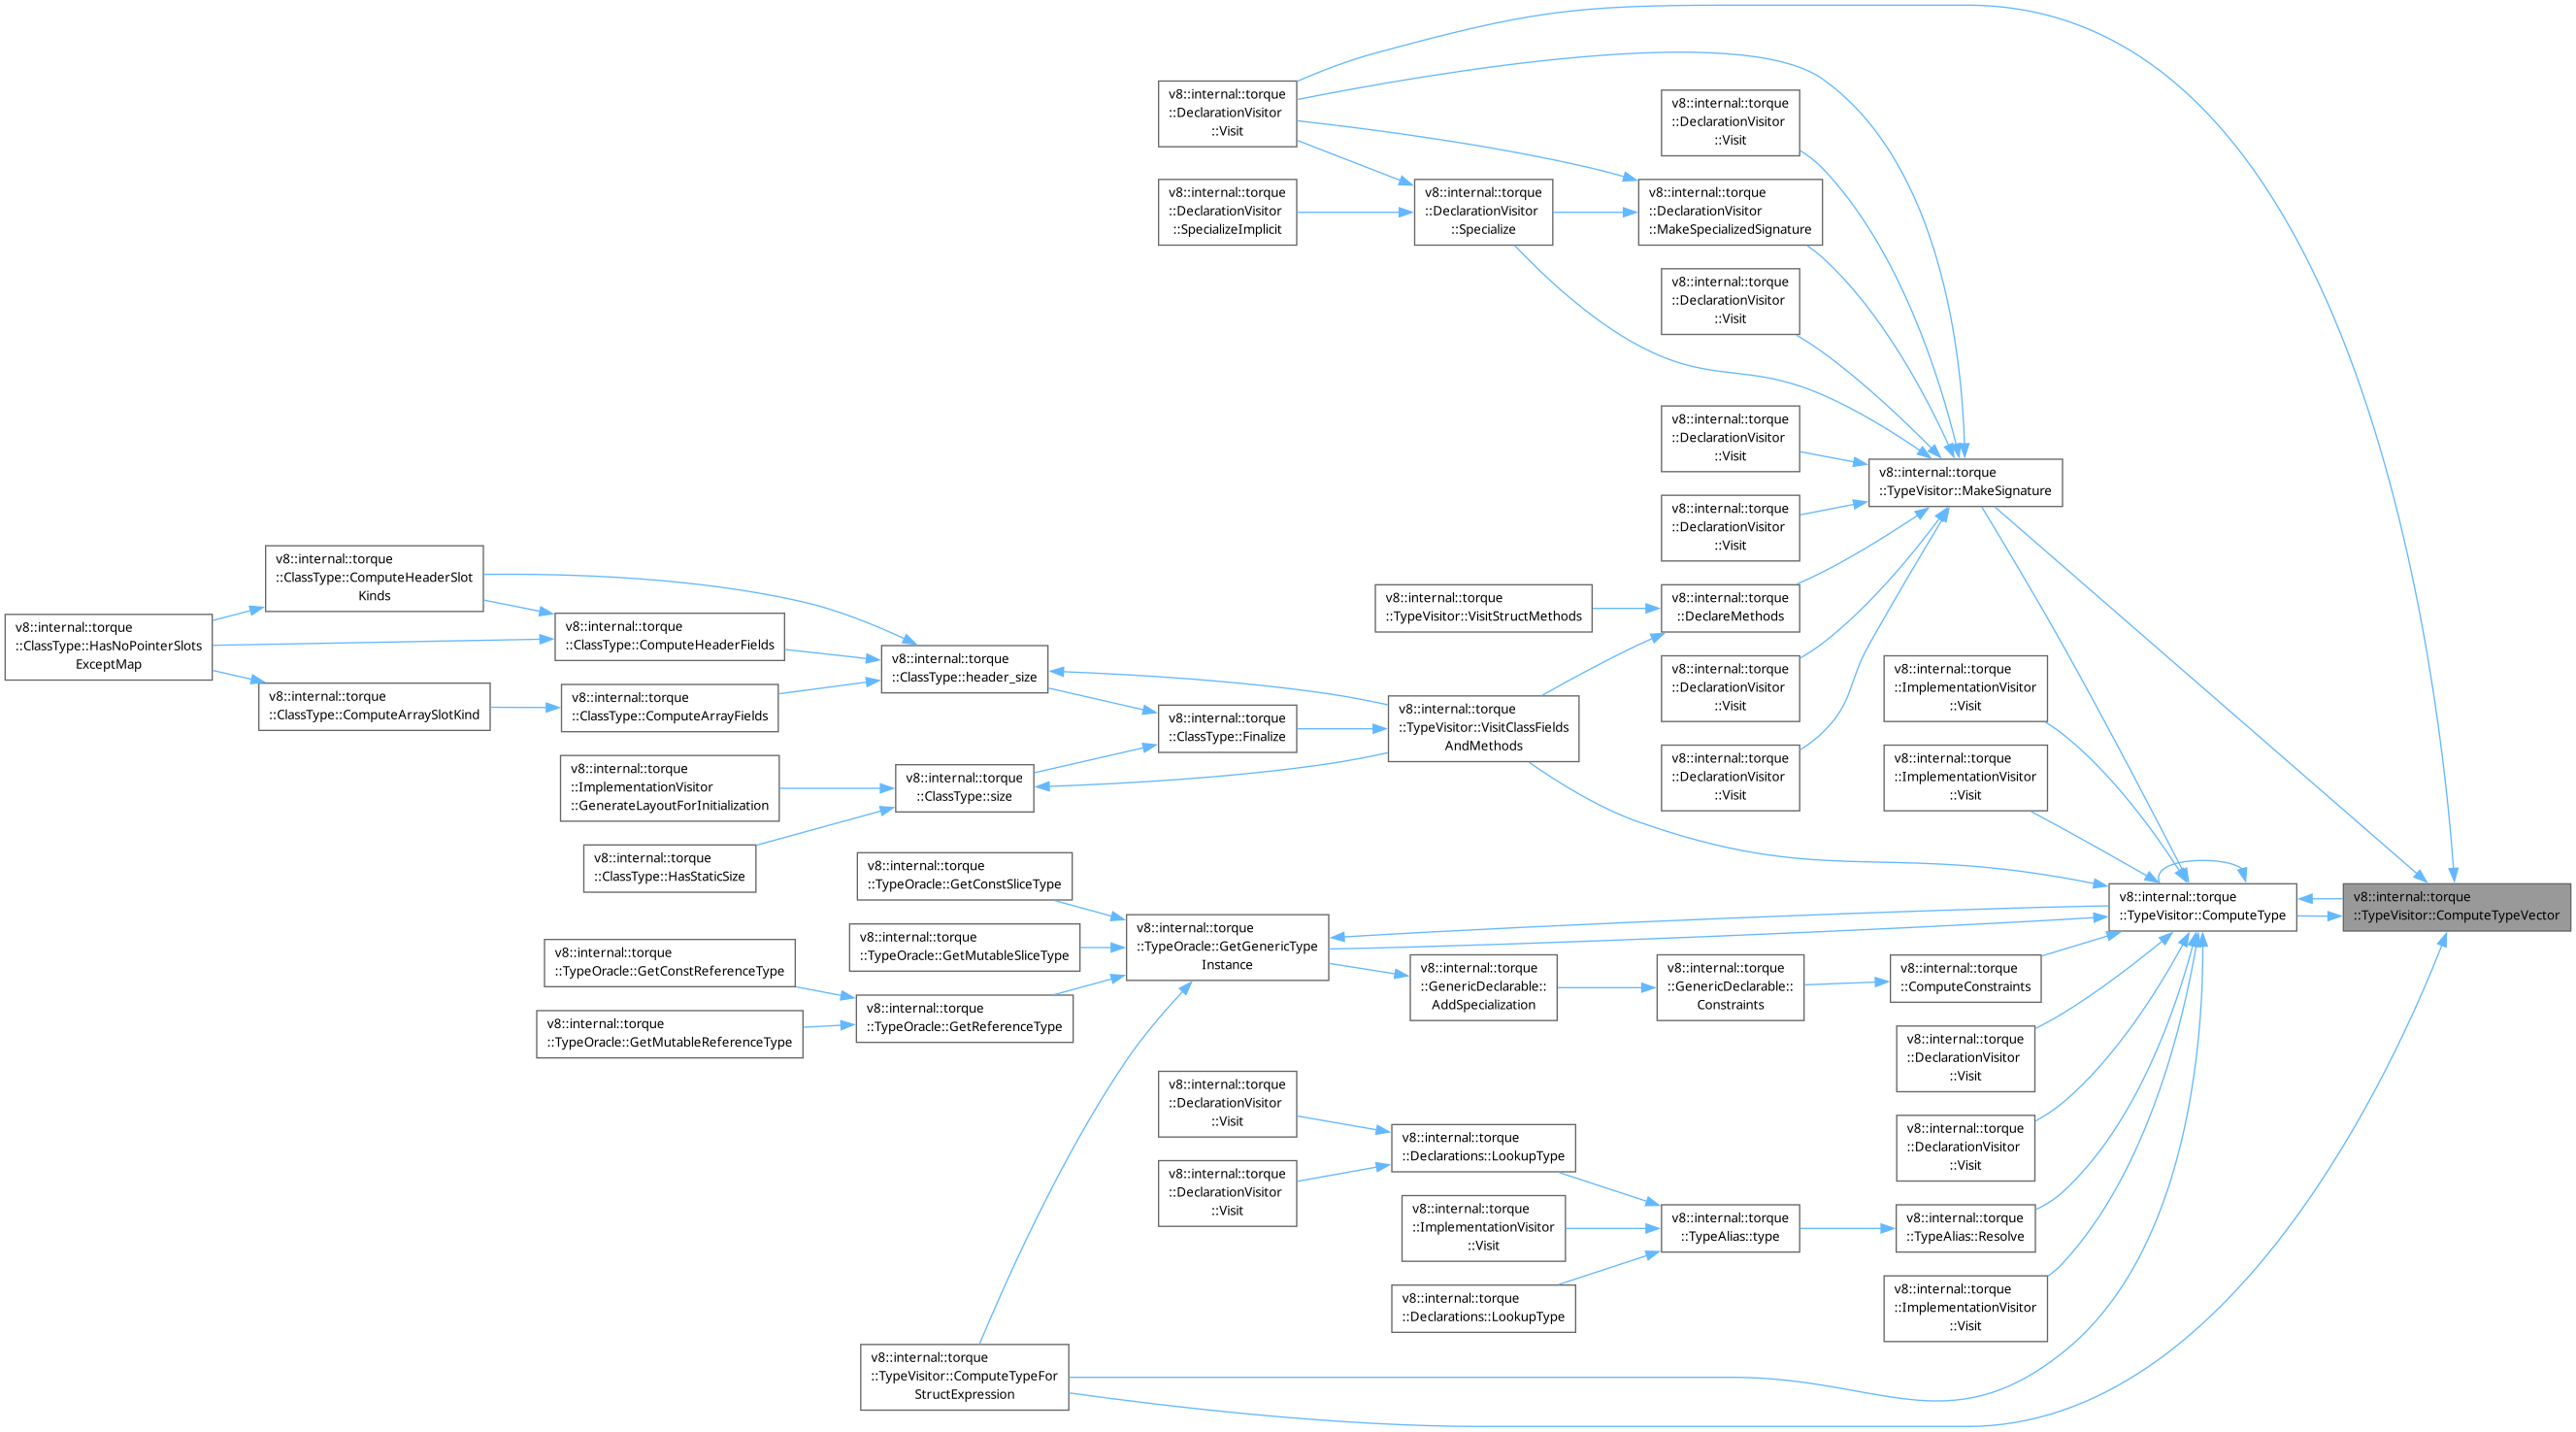 v8::internal::torque
::DeclarationVisitor
::Visit
v8::internal::torque
::DeclarationVisitor
::Visit
v8::internal::torque
::DeclarationVisitor
::SpecializeImplicit
v8::internal::torque
::DeclarationVisitor
::Specialize
v8::internal::torque
::DeclarationVisitor
::MakeSpecializedSignature
v8::internal::torque
::DeclarationVisitor
::Visit
v8::internal::torque
::DeclarationVisitor
::Visit
v8::internal::torque
::TypeVisitor::MakeSignature
v8::internal::torque
::DeclarationVisitor
::Visit
v8::internal::torque
::ClassType::ComputeHeaderSlot
Kinds
v8::internal::torque
::TypeVisitor::VisitStructMethods
v8::internal::torque
::DeclareMethods
v8::internal::torque
::ClassType::HasNoPointerSlots
ExceptMap
v8::internal::torque
::ClassType::ComputeHeaderFields
v8::internal::torque
::ClassType::header_size
v8::internal::torque
::DeclarationVisitor
::Visit
v8::internal::torque
::ImplementationVisitor
::Visit
v8::internal::torque
::ClassType::ComputeArraySlotKind
v8::internal::torque
::ClassType::ComputeArrayFields
v8::internal::torque
::ClassType::Finalize
v8::internal::torque
::TypeVisitor::VisitClassFields
AndMethods
v8::internal::torque
::DeclarationVisitor
::Visit
v8::internal::torque
::ImplementationVisitor
::Visit
v8::internal::torque
::ImplementationVisitor
::GenerateLayoutForInitialization
v8::internal::torque
::ClassType::size
v8::internal::torque
::ClassType::HasStaticSize
v8::internal::torque
::TypeOracle::GetConstSliceType
v8::internal::torque
::TypeVisitor::ComputeType
v8::internal::torque
::TypeVisitor::ComputeTypeVector
v8::internal::torque
::TypeOracle::GetConstReferenceType
v8::internal::torque
::TypeOracle::GetMutableSliceType
v8::internal::torque
::TypeOracle::GetGenericType
Instance
v8::internal::torque
::GenericDeclarable::
AddSpecialization
v8::internal::torque
::GenericDeclarable::
Constraints
v8::internal::torque
::ComputeConstraints
v8::internal::torque
::TypeOracle::GetMutableReferenceType
v8::internal::torque
::TypeOracle::GetReferenceType
v8::internal::torque
::DeclarationVisitor
::Visit
v8::internal::torque
::DeclarationVisitor
::Visit
v8::internal::torque
::Declarations::LookupType
v8::internal::torque
::DeclarationVisitor
::Visit
v8::internal::torque
::DeclarationVisitor
::Visit
v8::internal::torque
::ImplementationVisitor
::Visit
v8::internal::torque
::TypeAlias::type
v8::internal::torque
::TypeAlias::Resolve
v8::internal::torque
::Declarations::LookupType
v8::internal::torque
::ImplementationVisitor
::Visit
v8::internal::torque
::TypeVisitor::ComputeTypeFor
StructExpression